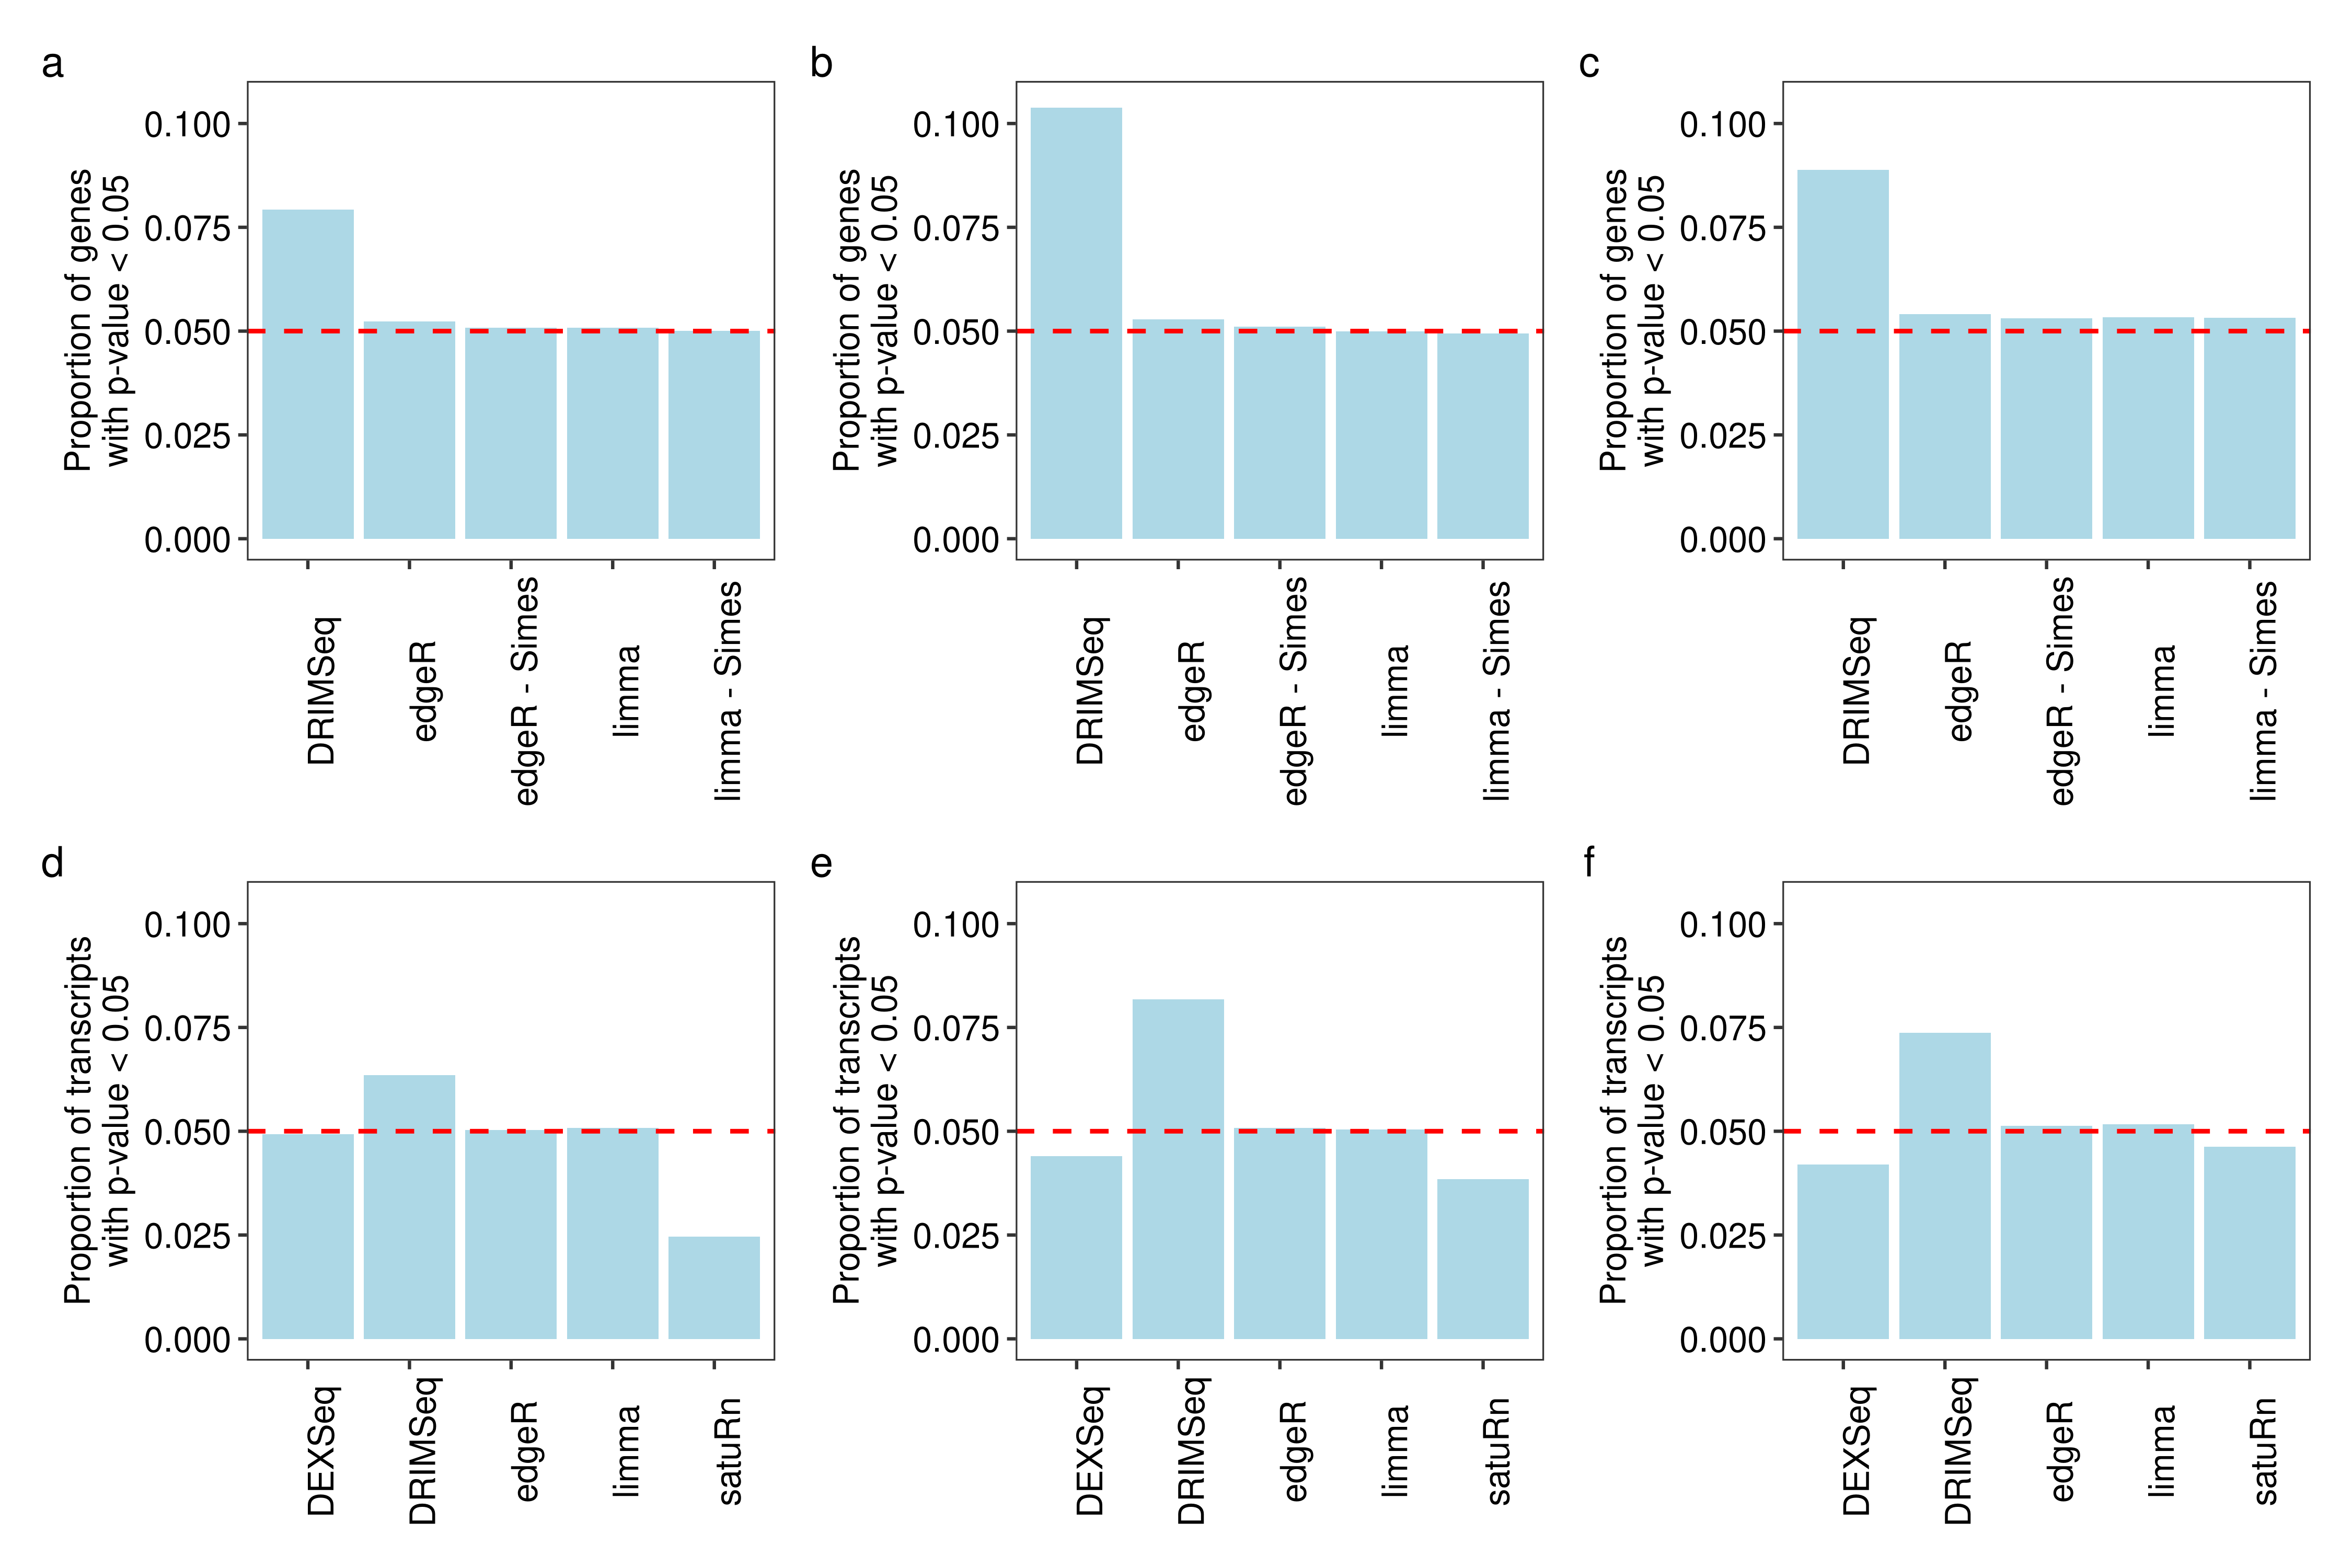 a
Proportion of genes
with p-value < 0.05
0.100
0.075
0.050
0.025
0.000
DRIMSeq
edgeR
edgeR - Simes
limma
limma - Simes
b
Proportion of genes
with p-value < 0.05
0.100
0.075
0.050
0.025
0.000
DRIMSeq
edgeR
edgeR - Simes
limma
limma - Simes
c
Proportion of genes
with p-value < 0.05
0.100
0.075
0.050
0.025
0.000
DRIMSeq
edgeR
edgeR - Simes
limma
limma - Simes
d
Proportion of transcripts
with p-value < 0.05
0.100
0.075
0.050
0.025
0.000
DEXSeq
DRIMSeq
edgeR
limma
satuRn
e
Proportion of transcripts
with p-value < 0.05
0.100
0.075
0.050
0.025
0.000
DEXSeq
DRIMSeq
edgeR
limma
satuRn
f
Proportion of transcripts
with p-value < 0.05
0.100
0.075
0.050
0.025
0.000
DEXSeq
DRIMSeq
edgeR
limma
satuRn